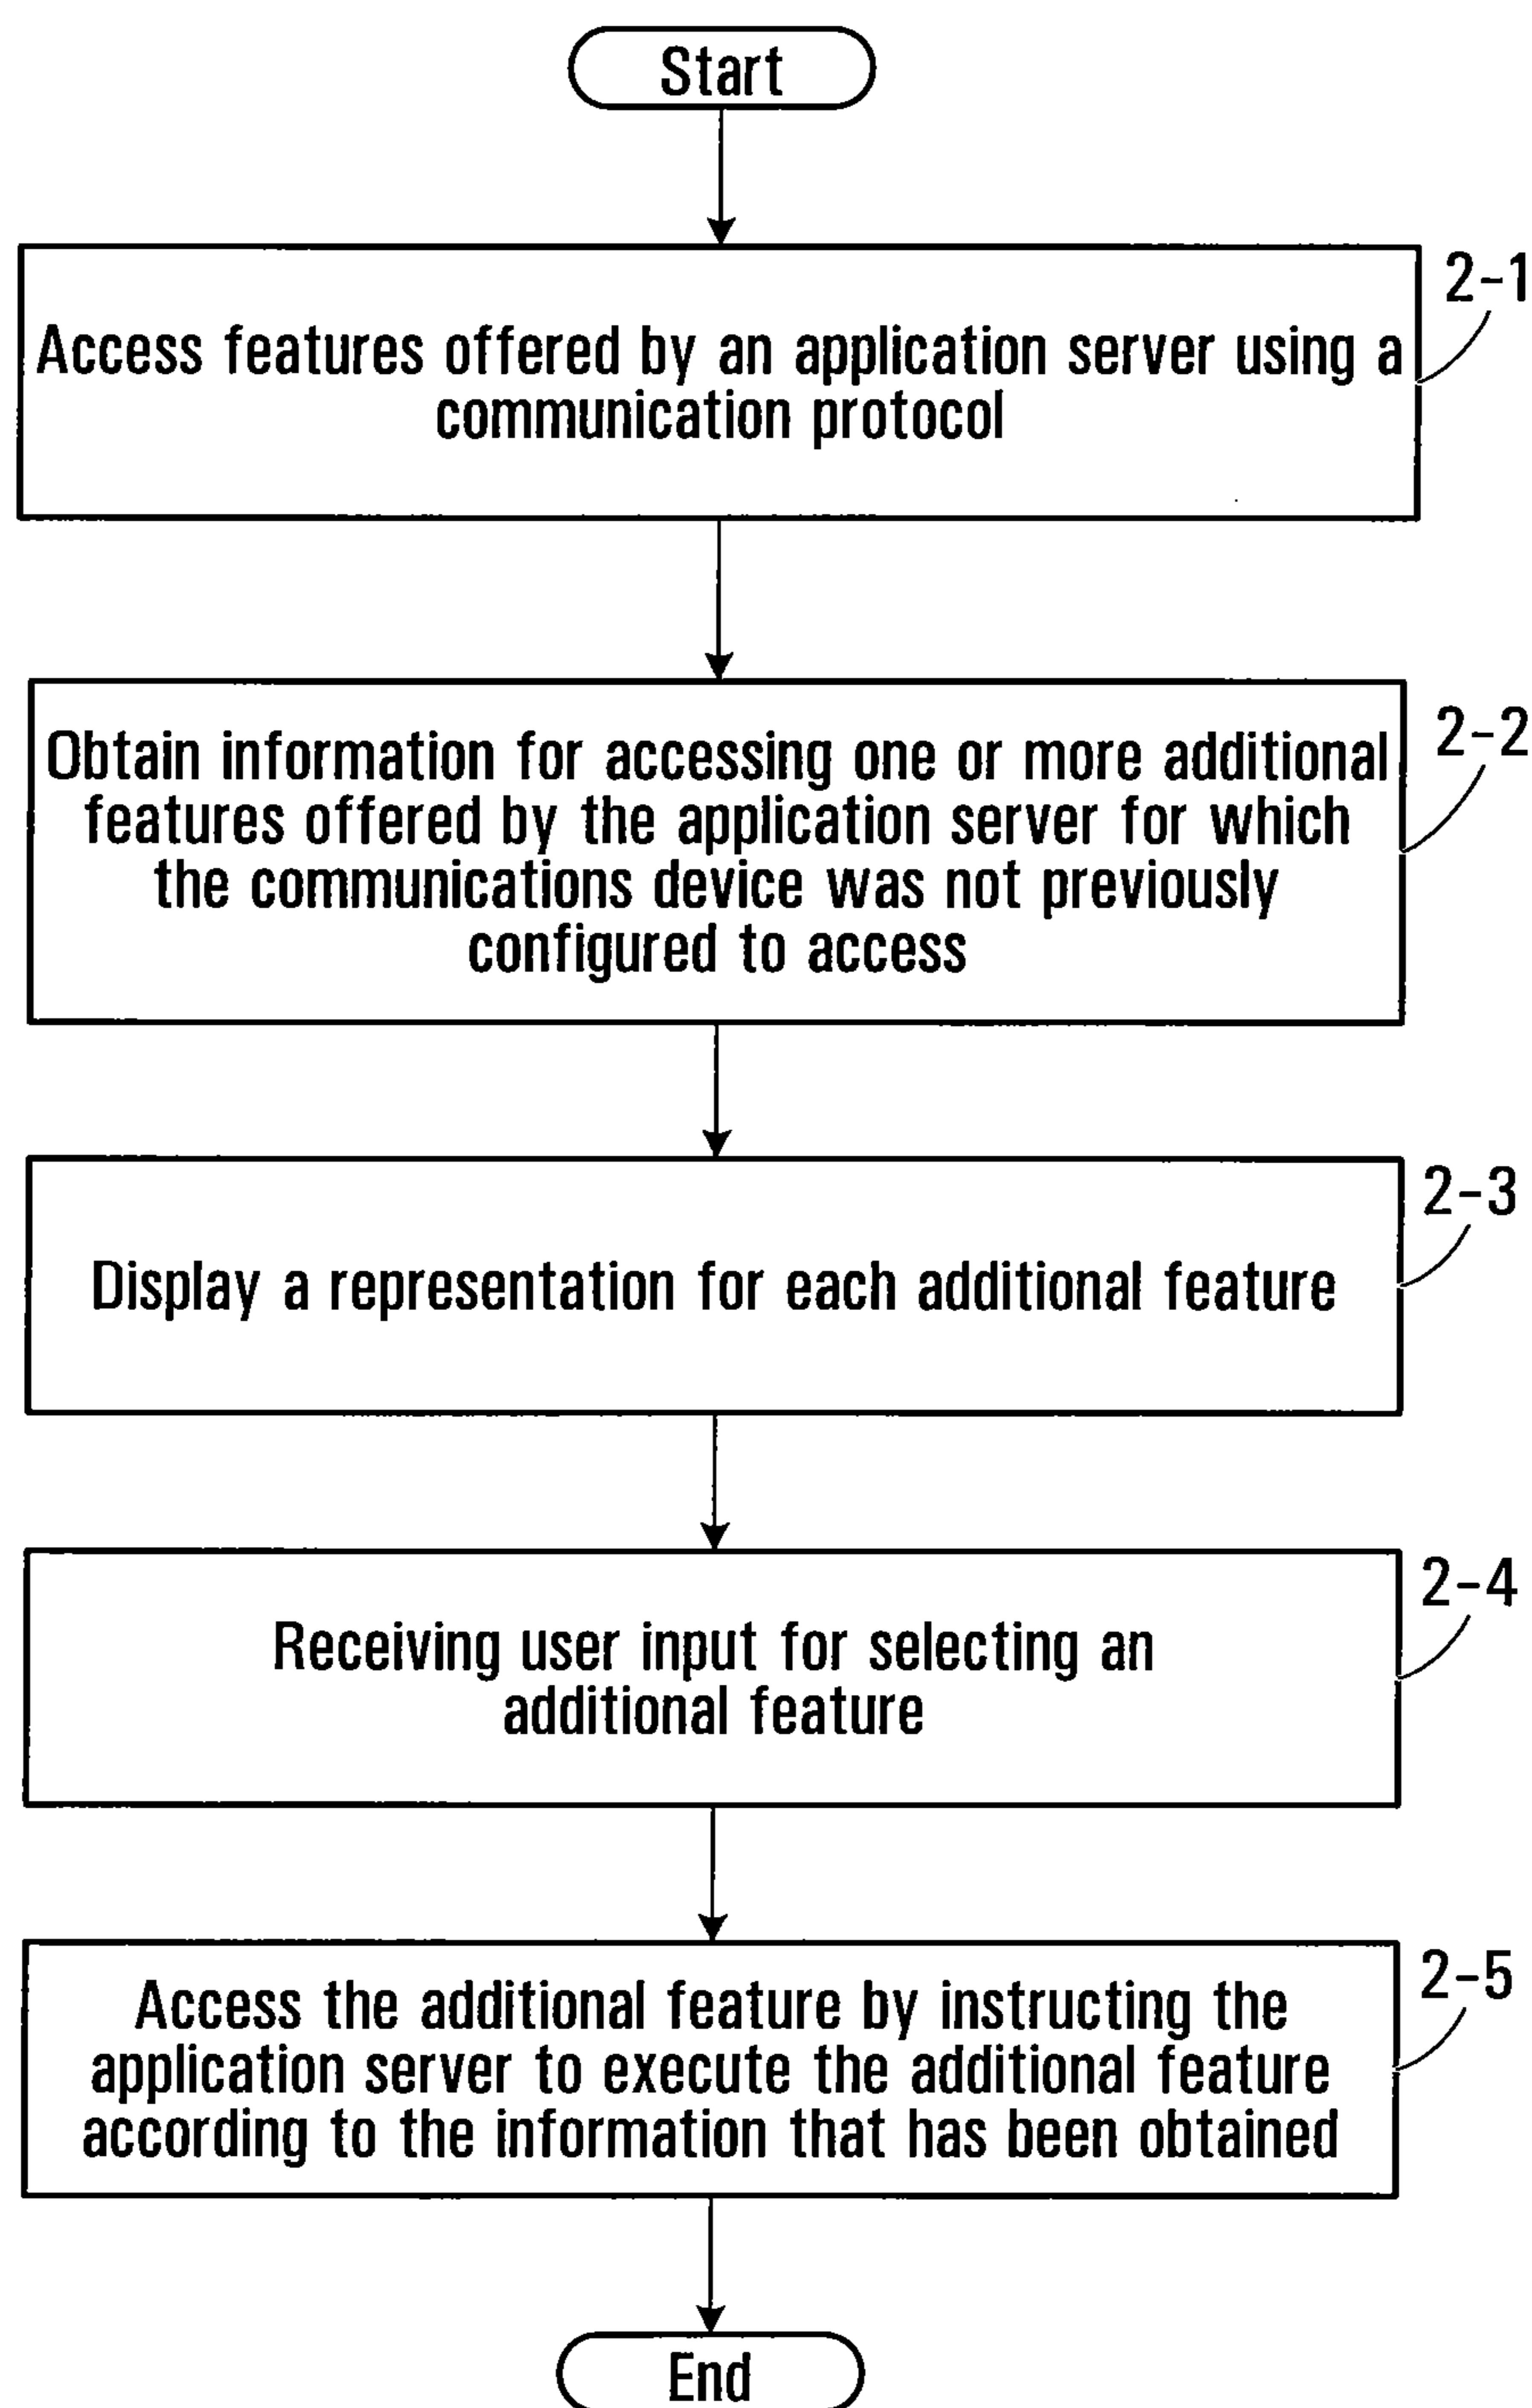 Start
2-1
Access features offered by an application server using a
communication protocol
2-2
Obtain information for accessing one or more additional
features offered by the application server for which
the communications device was not previously
configured to access
2-3
Display a representation for each additional feature
2-4
Receiving user input for selecting an
additional feature
2-5
Access the additional feature by instructing the
application server to execute the additional feature
according to the information that has been obtained
End